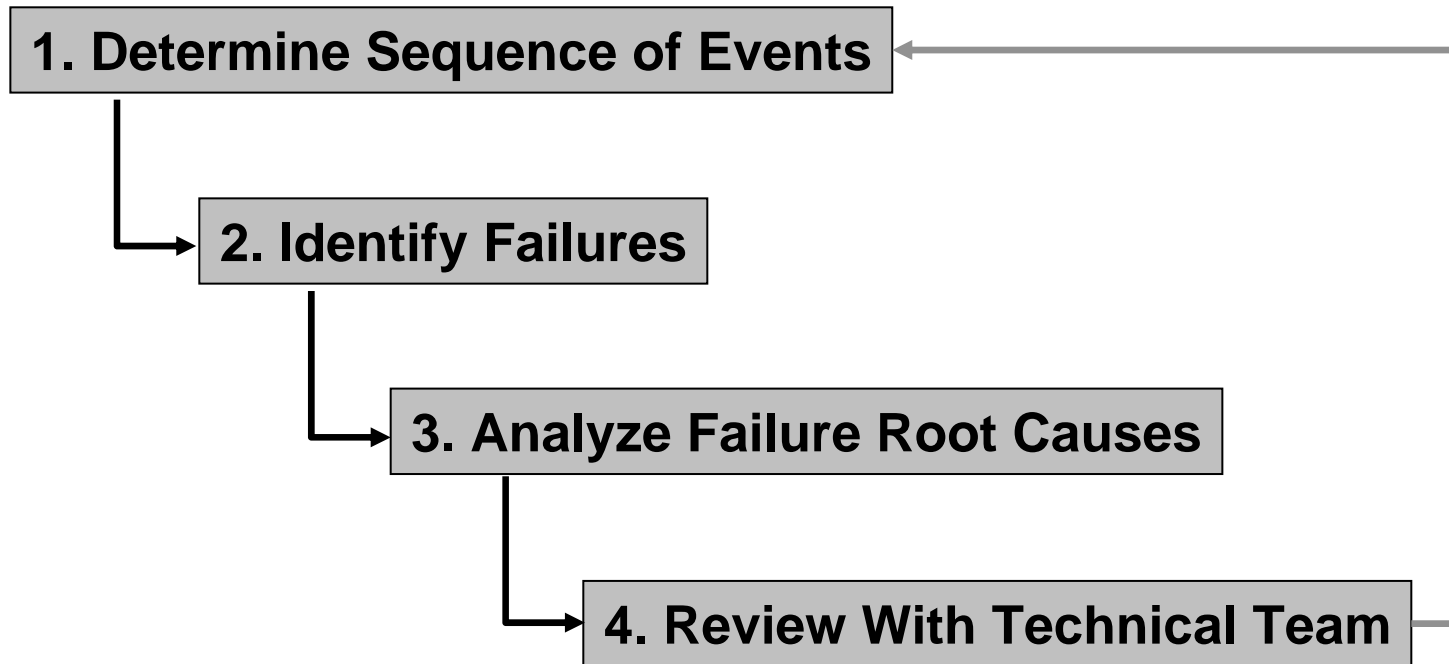 1. Determine Sequence of Events
2. Identify Failures
3. Analyze Failure Root Causes
4. Review With Technical Team